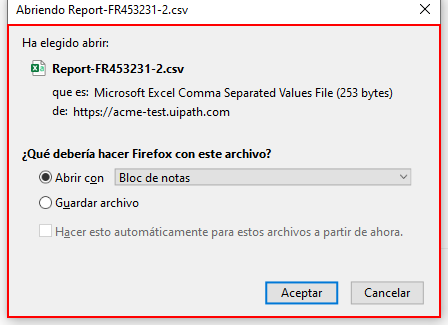 Abriendo Report-FR453231-2.csv
Ha elegido abrir:
Report-FR453231-2.csv
que es: Microsoft Excel Comma Separated Values File (253 bytes)
de: https://acme-test.uipath.com
¿Qué debería hacer Firefox con este archivo?
Abrir con Bloc de notas
Guardar archivo
Hacer esto automáticamente para estos archivos a partir de ahora.
Aceptar Cancelar